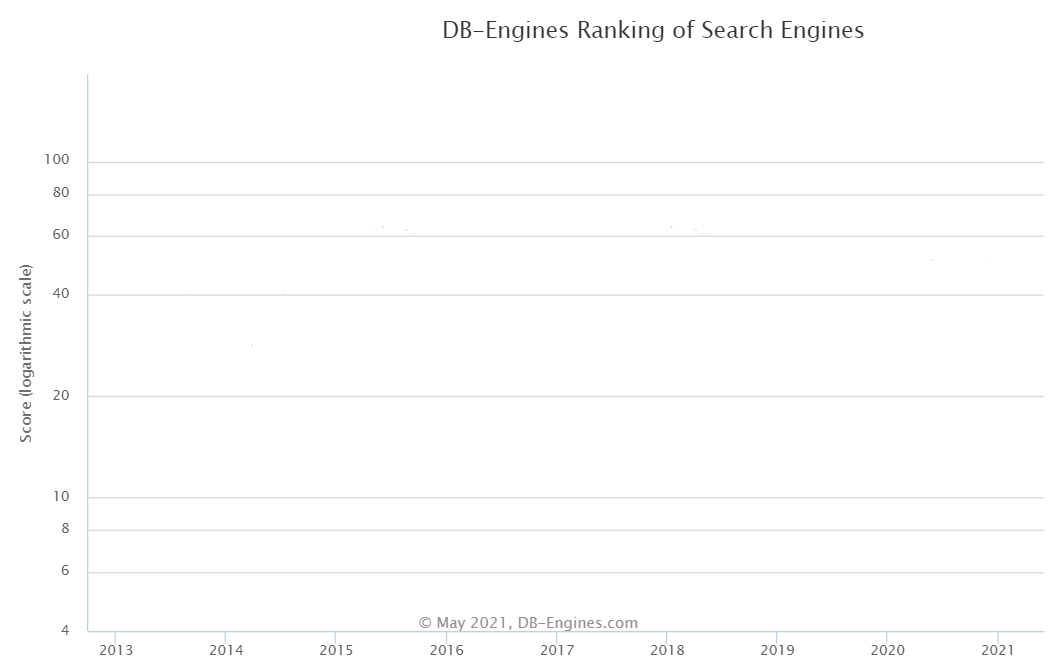 DB-Engines Ranking of Search Engines
Score (logarithmic scale)
100
80
60
40
20
10
8
6
4
© May 2021, DB-Engines.com
2013 2014 2015 2016 2017 2018 2019 2020 2021